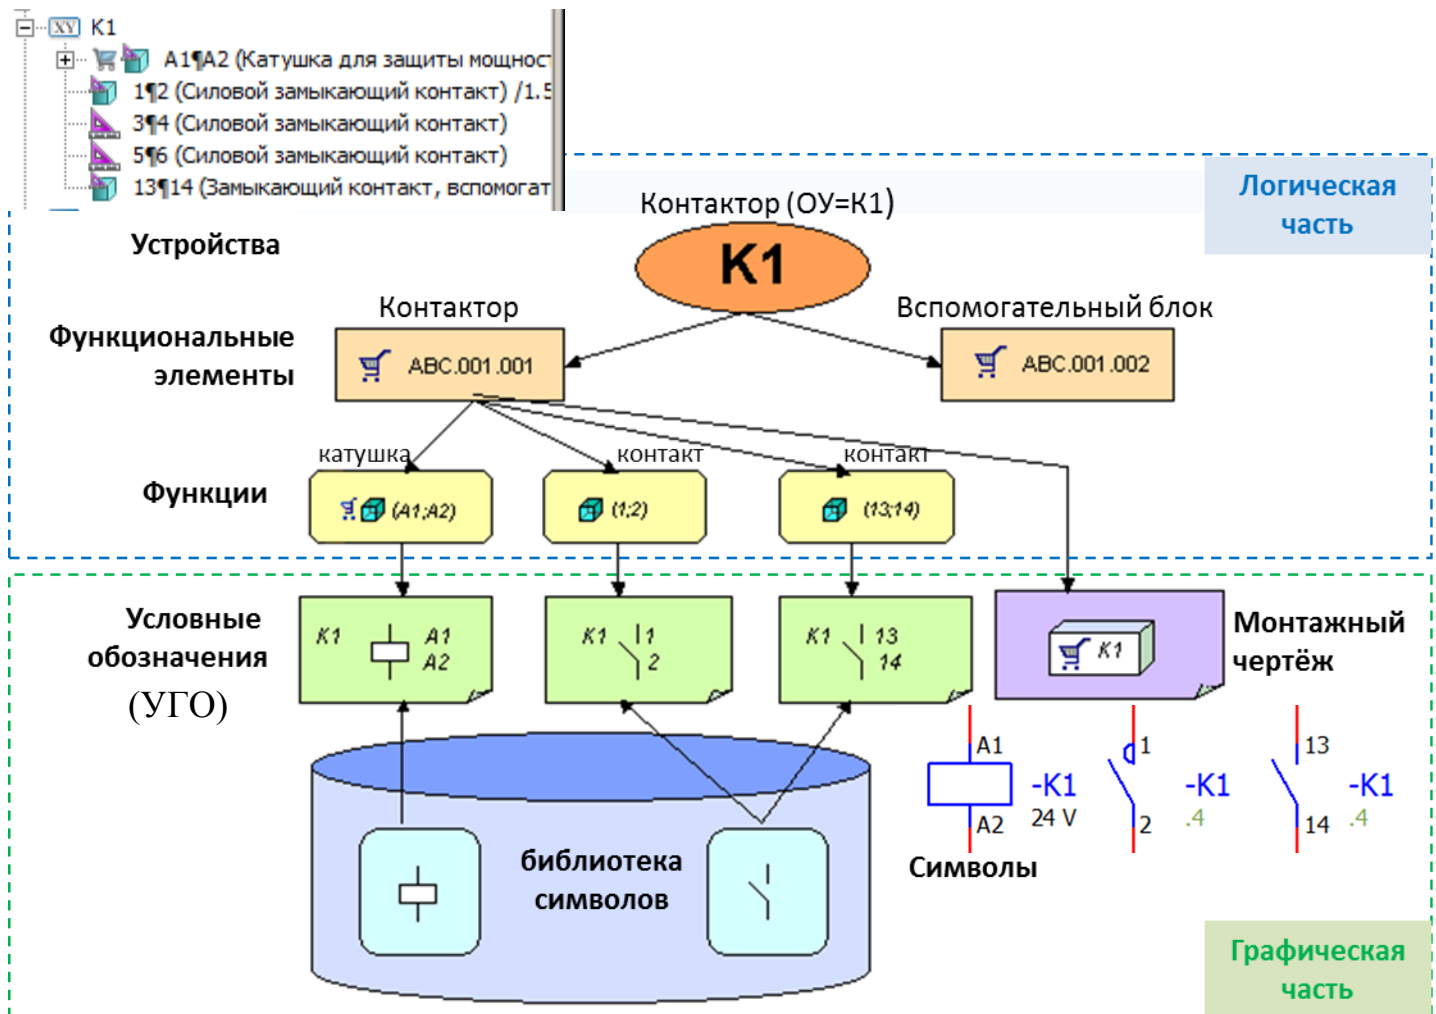 XY K1
A1¶A2 (Катушка для защиты мощност
1¶2 (Силовой замыкающий контакт) /1.5
3¶4 (Силовой замыкающий контакт)
5¶6 (Силовой замыкающий контакт)
13¶14 (Замыкающий контакт, вспомогат
Логическая
часть
Контактор (ОУ=К1)
Устройства
K1
Контактор
Вспомогательный блок
Функциональные
элементы
ABC.001.001
ABC.001.002
катушка
контакт
контакт
Функции
(A1;A2)
(1;2)
(13;14)
Условные
обозначения
(УГО)
K1
A1
A2
K1
1
2
K1
13
14
K1
Монтажный
чертёж
A1
-K1
A2
24 V
1
-K1
2
.4
13
-K1
14
.4
Символы
библиотека
символов
Графическая
часть